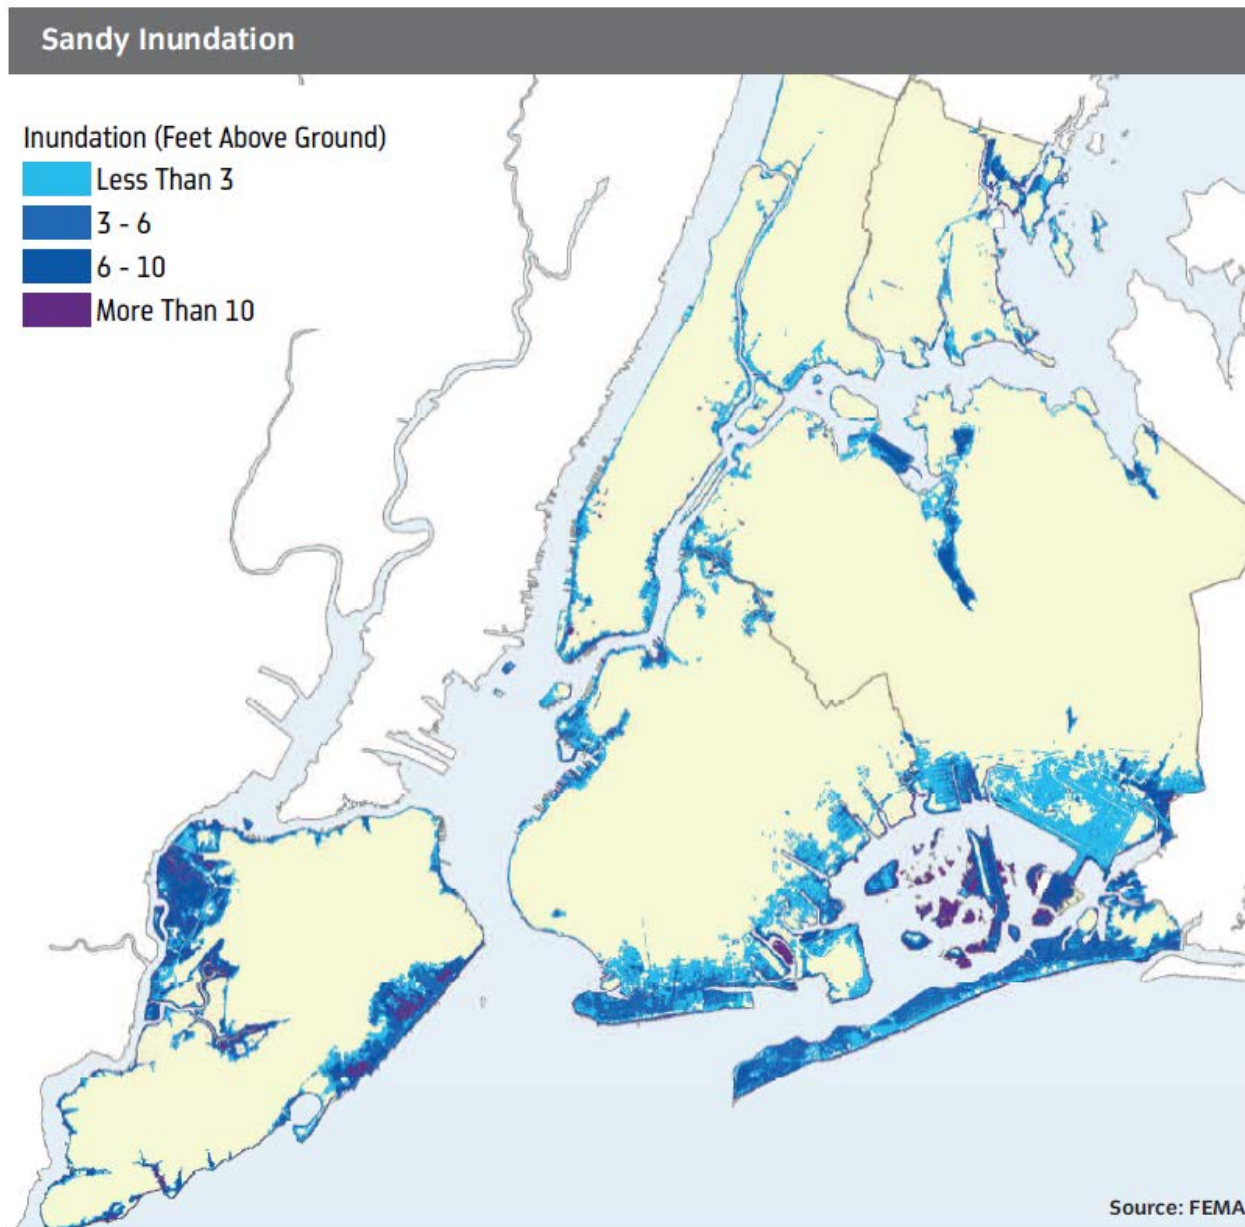 Sandy Inundation
Inundation (Feet Above Ground)
Less Than 3
3 - 6
6 - 10
More Than 10
Source: FEMA